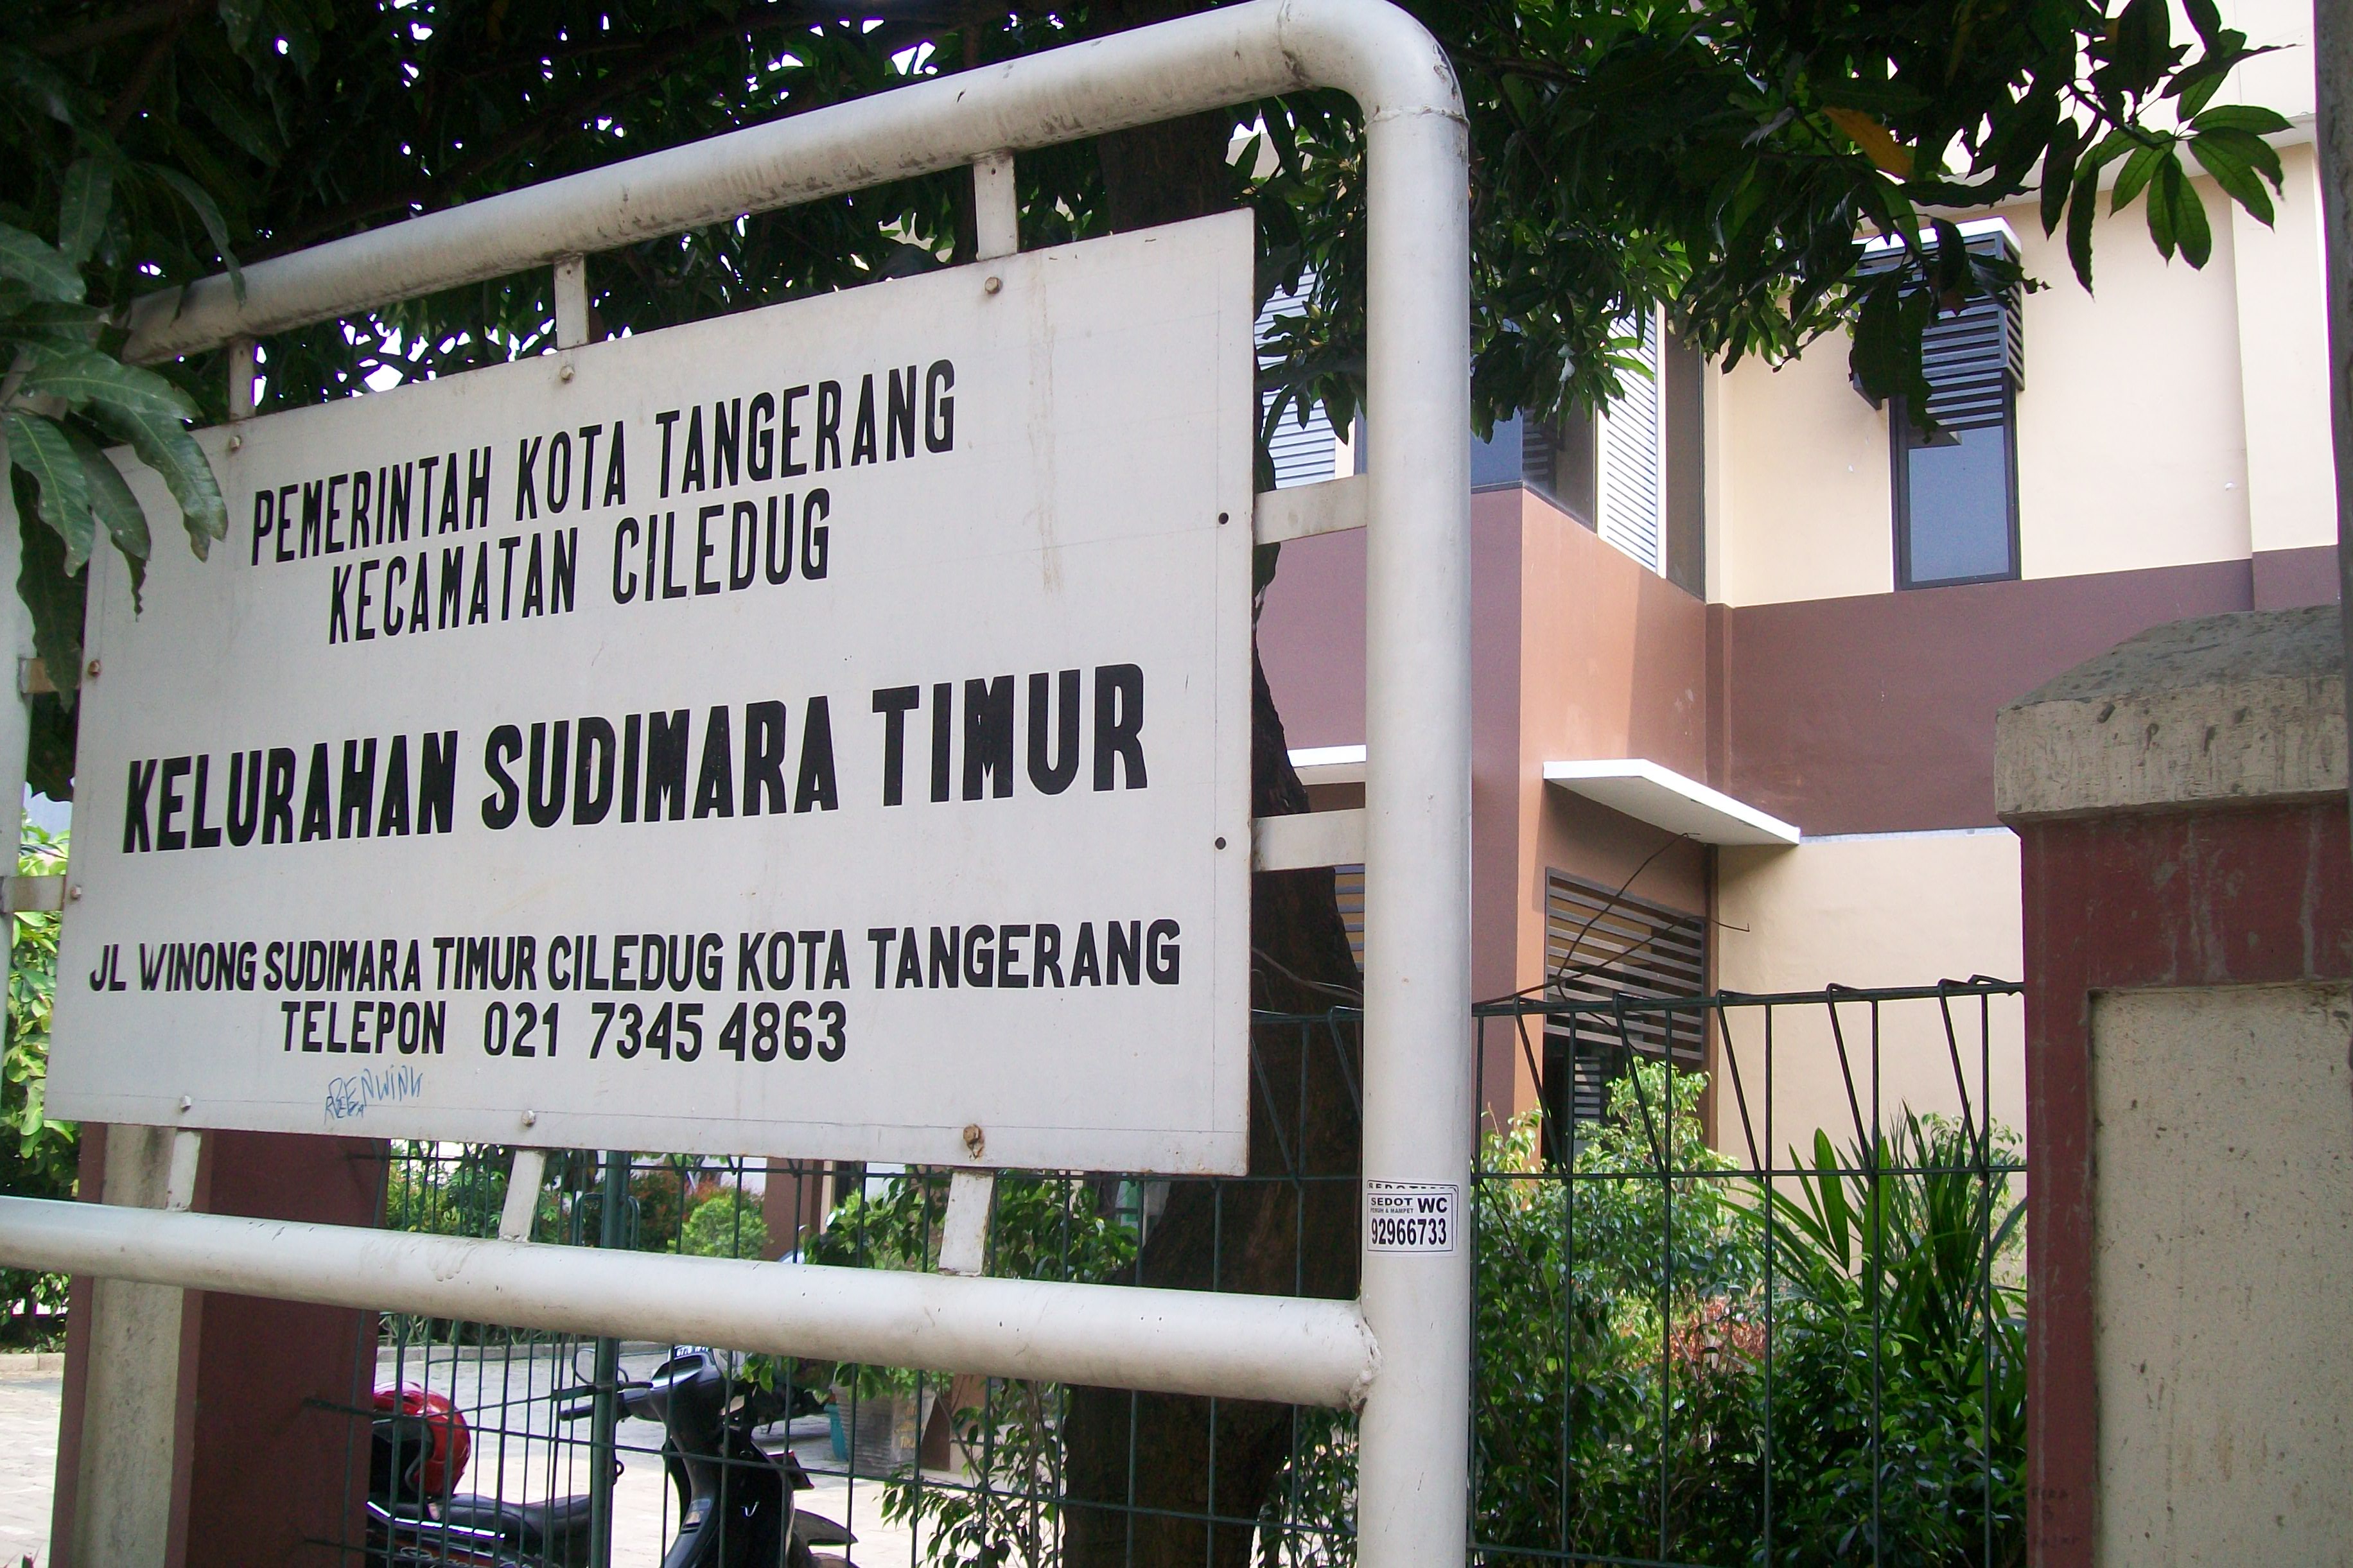 PEMERINTAH KOTA TANGERANG
KECAMATAN CILEDUG
KELURAHAN SUDIMARA TIMUR
JL WINONG SUDIMARA TIMUR CILEDUG KOTA TANGERANG
TELEPON 021 7345 4863
SEDOT WC
92966733